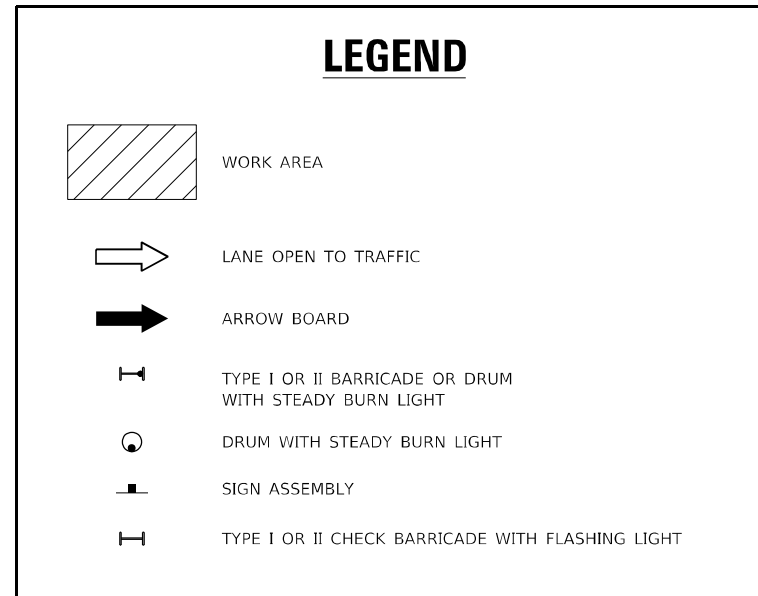 LEGEND
WORK AREA
LANE OPEN TO TRAFFIC
ARROW BOARD
TYPE I OR II BARRICADE OR DRUM
WITH STEADY BURN LIGHT
DRUM WITH STEADY BURN LIGHT
SIGN ASSEMBLY
TYPE I OR II CHECK BARRICADE WITH FLASHING LIGHT